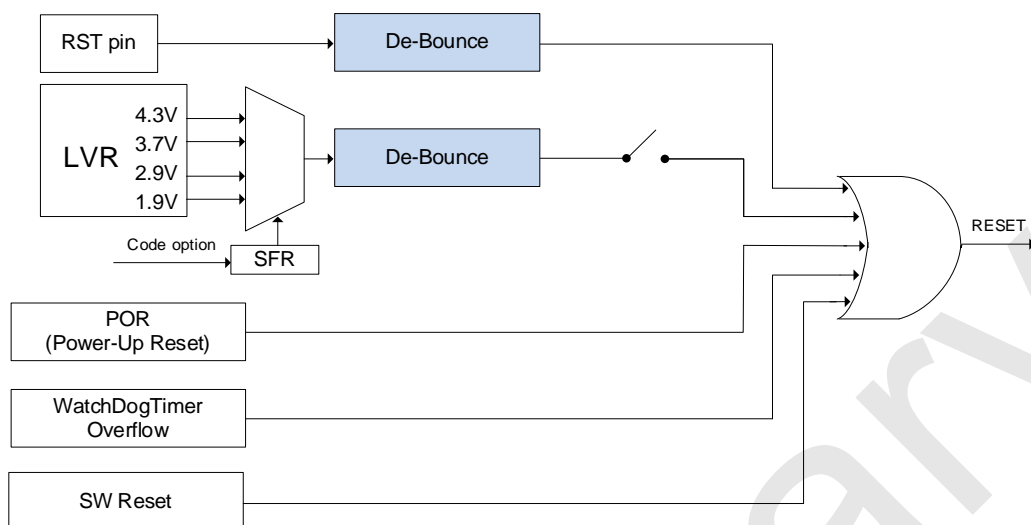 RST pin
De-Bounce
4.3V
3.7V
LVR
2.9V
1.9V
De-Bounce
Code option
SFR
RESET
POR
(Power-Up Reset)
WatchDogTimer
Overflow
SW Reset